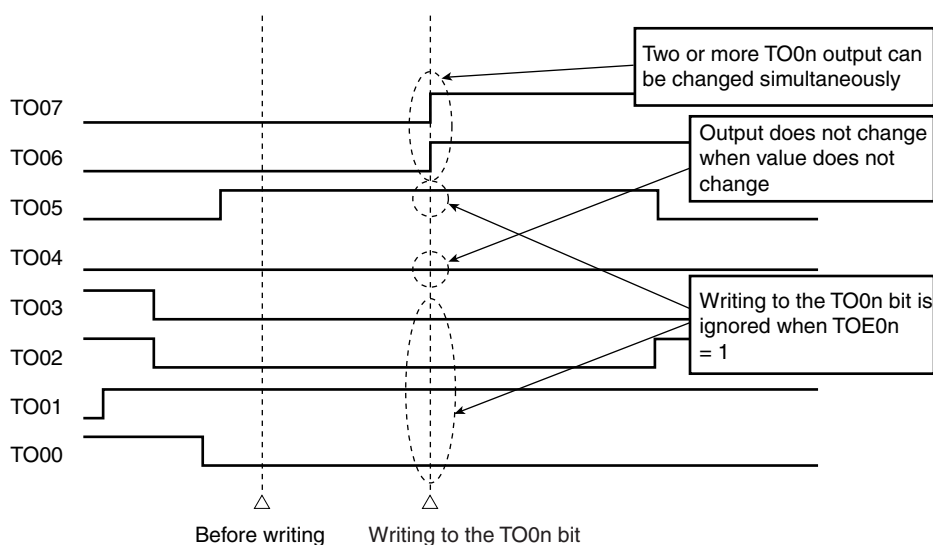 Two or more TO0n output can
be changed simultaneously
TO07
Output does not change
when value does not
change
TO06
TO05
TO04
Writing to the TO0n bit is
ignored when TOE0n
= 1
TO03
TO02
TO01
TO00
Before writing
Writing to the TO0n bit